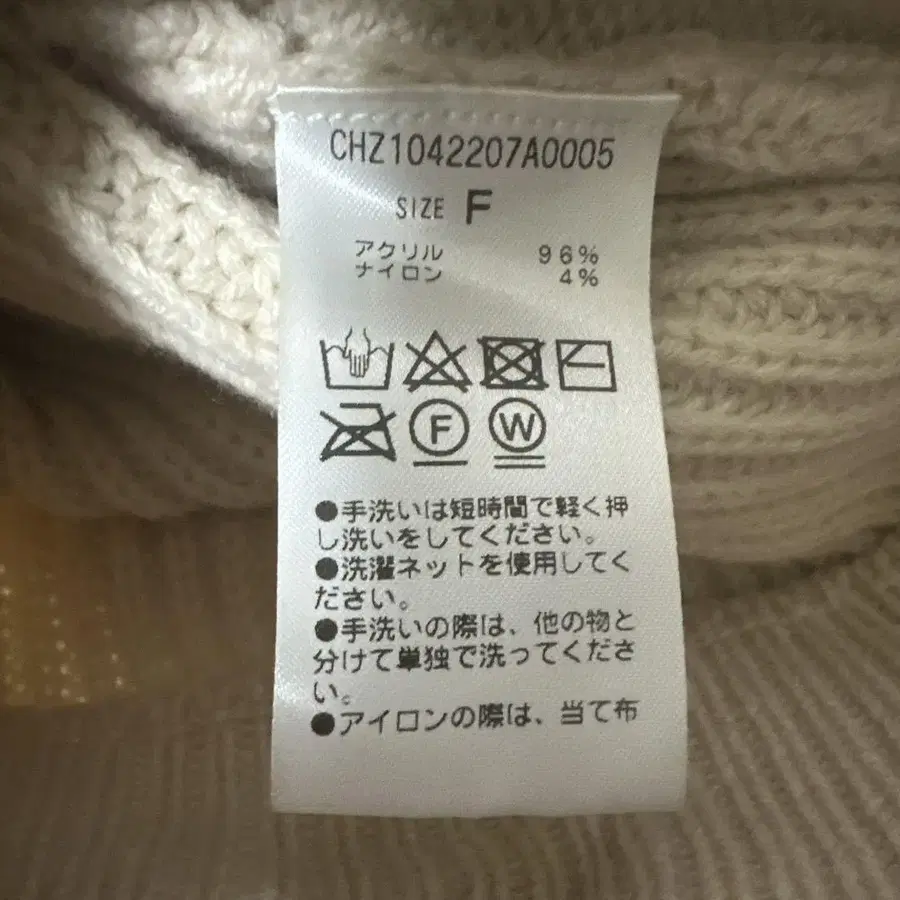 CHZ1042207A0005
SIZE F
アクリル 96%
ナイロン 4%
F W
●手洗いは短時間で軽く押
し洗いをしてください。
●洗濯ネットを使用してく
ださい。
●手洗いの際は、他の物と
分けて単独で洗ってくださ
い。
●アイロンの際は、当て布